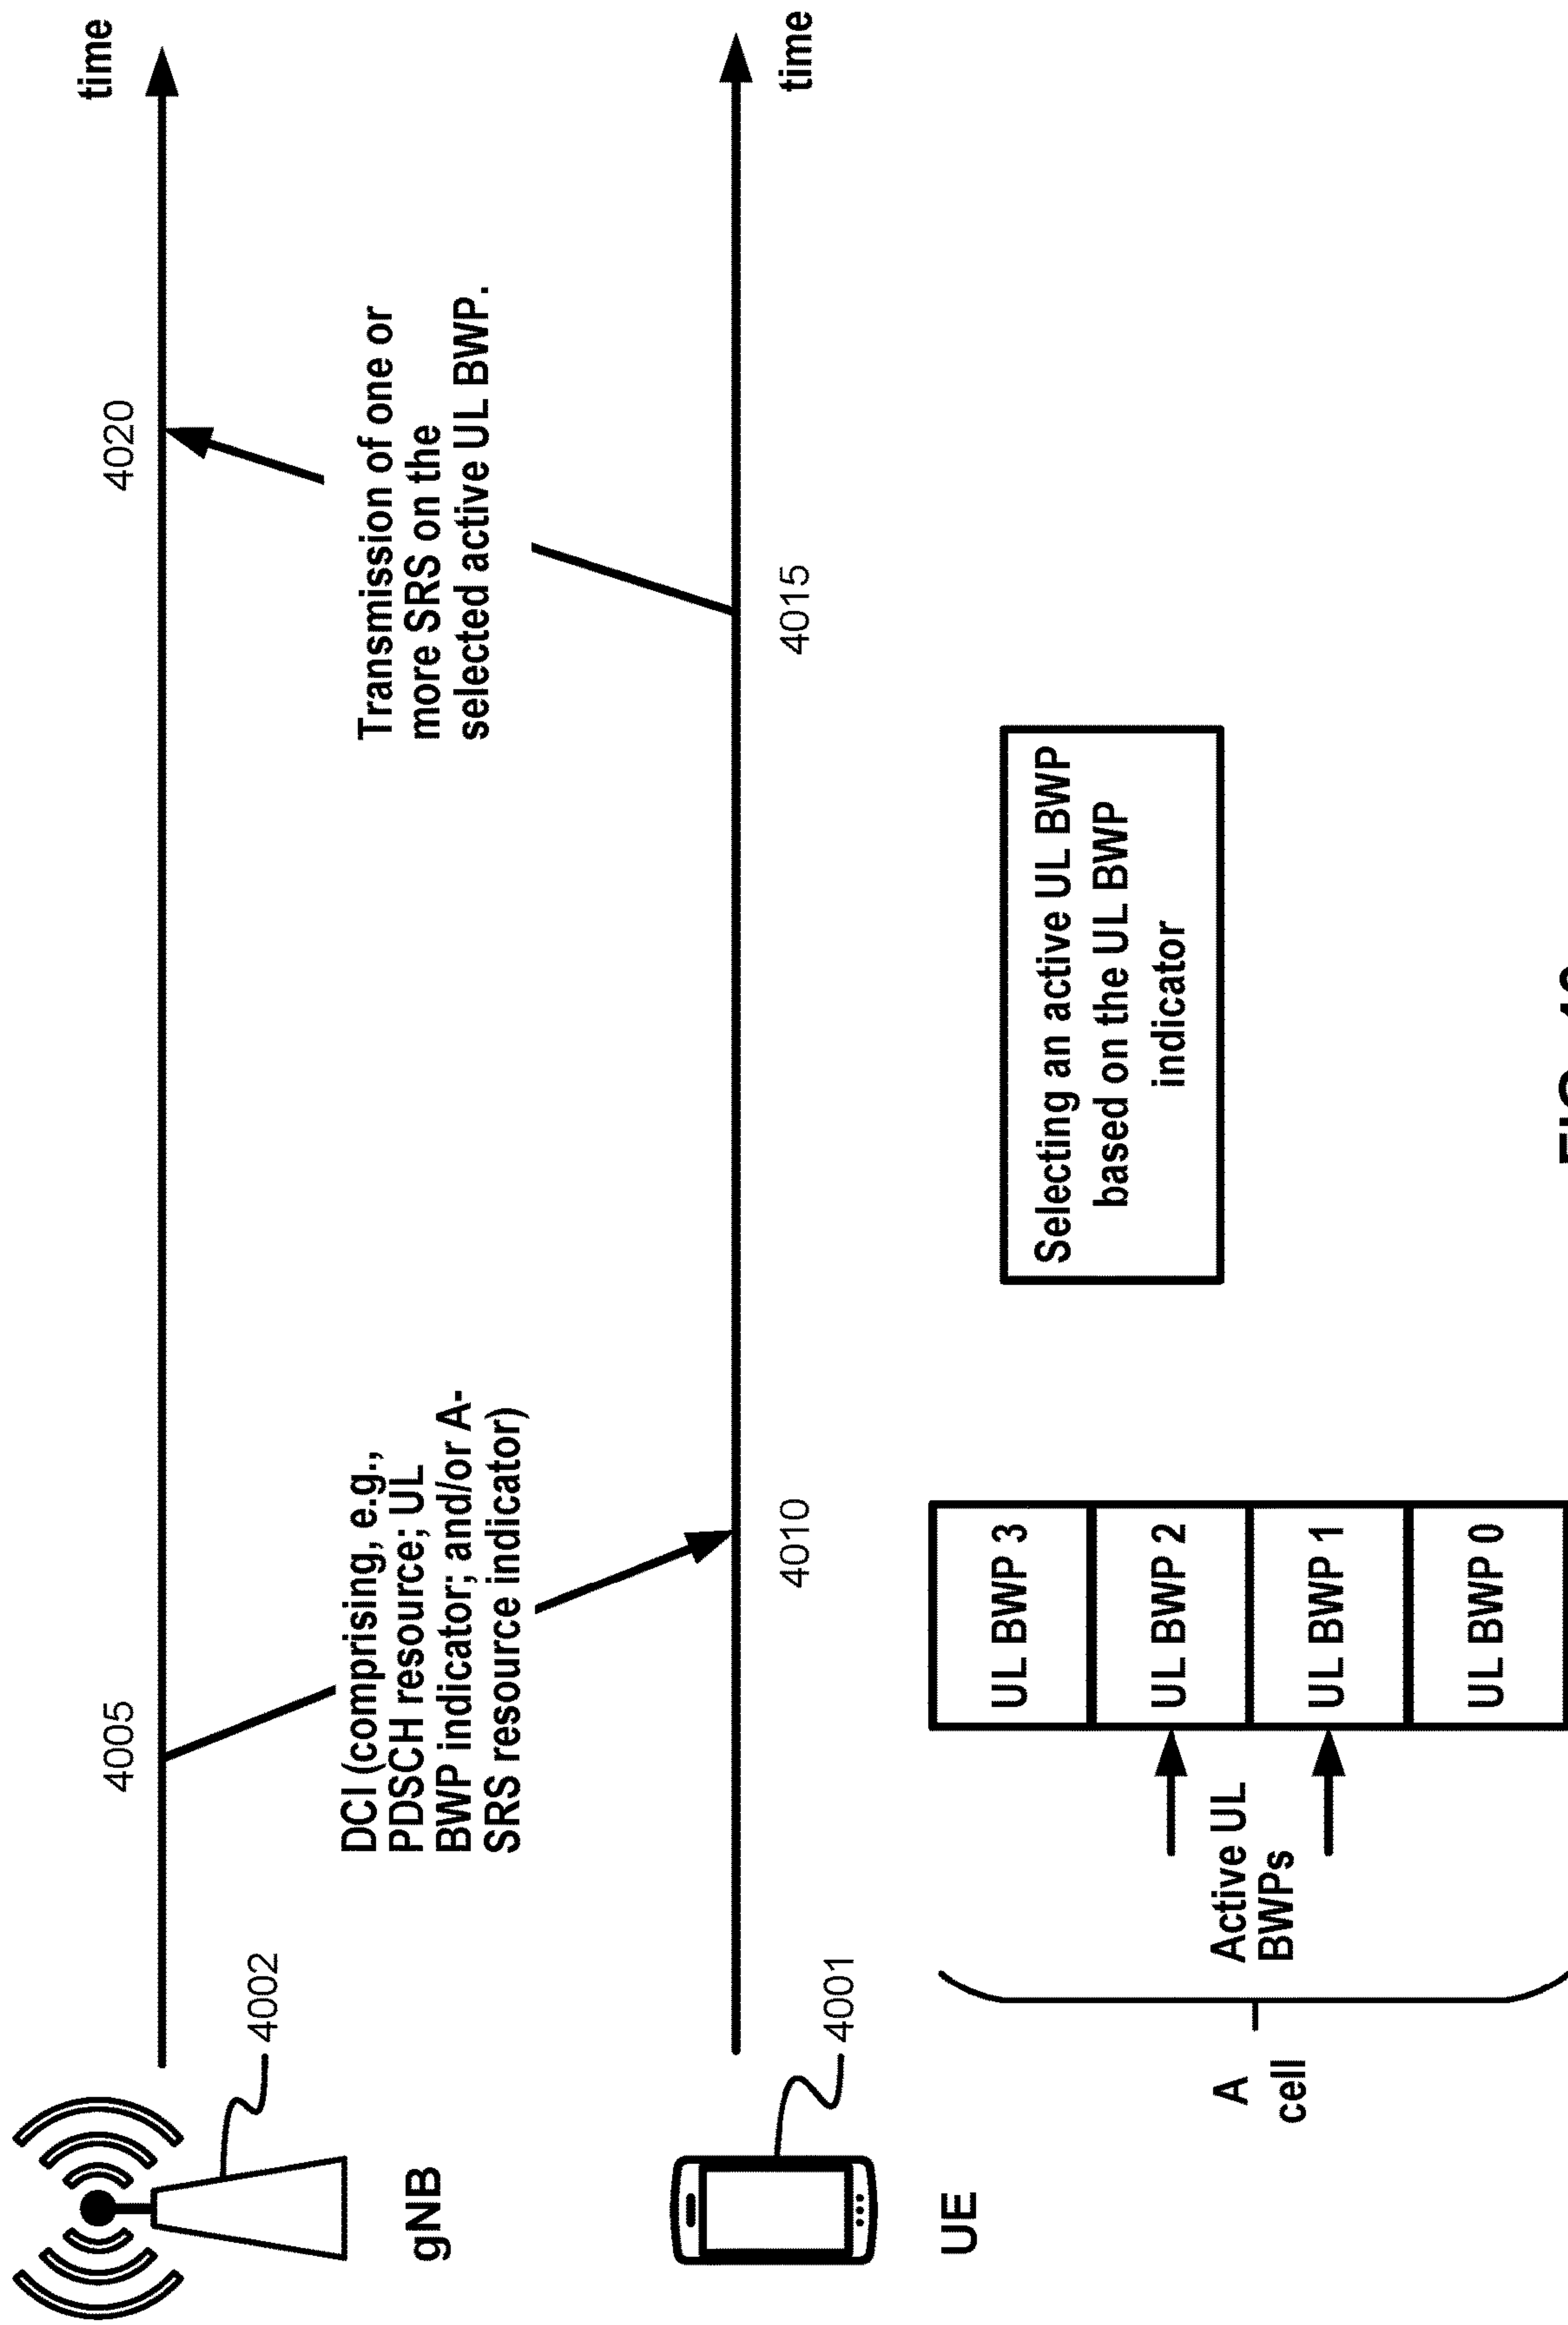 time
4005
4020
4002
gNB
DCI (comprising, e.g.,
PDSCH resource; UL
BWP indicator; and/or A-
SRS resource indicator)
Transmission of one or
more SRS on the
selected active UL BWP.
time
4001
UE
4010
4015
A
cell
Active UL
BWPs
UL BWP 3
UL BWP 2
UL BWP 1
UL BWP 0
Selecting an active UL BWP
based on the UL BWP
indicator